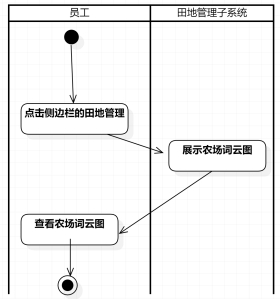 员工
田地管理子系统
点击侧边栏的田地管理
展示农场词云图
查看农场词云图